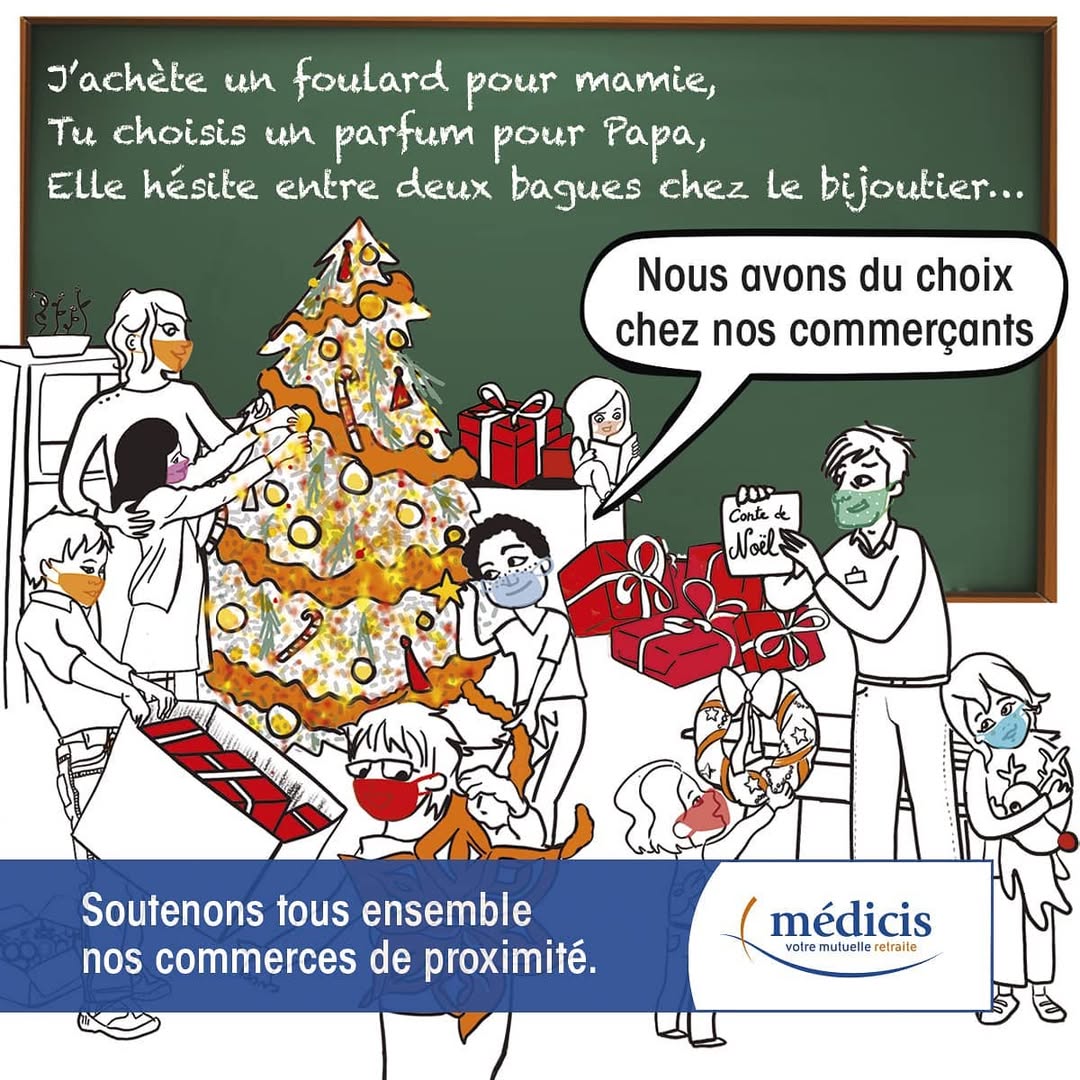 J'achète un foulard pour mamie,
Tu choisis un parfum pour Papa,
Elle hésite entre deux bagues chez le bijoutier...
Nous avons du choix
chez nos commerçants
Conte de
Noël
Soutenons tous ensemble
nos commerces de proximité.
médicis
votre mutuelle retraite